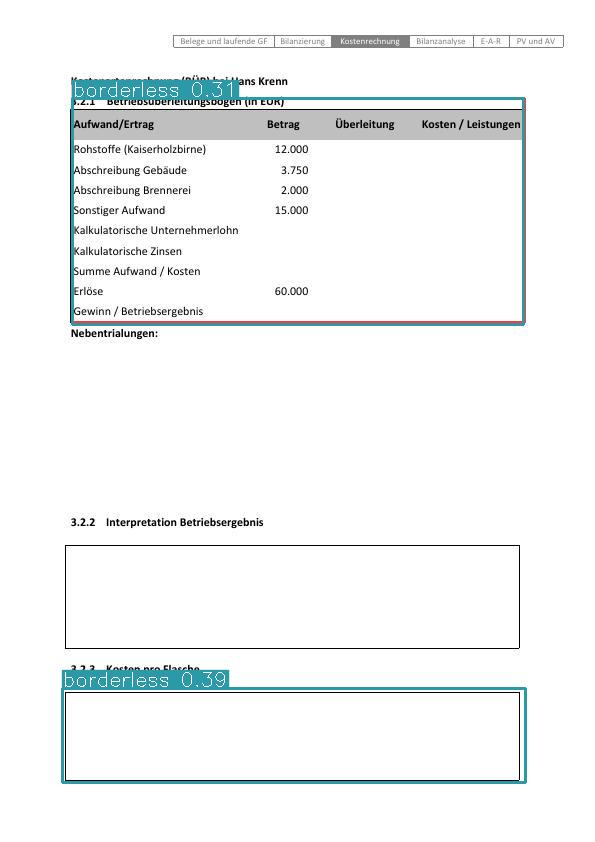 Belege und laufende GF Bilanzierung Kostenrechnung Bilanzanalyse E-A-R PV und AV
Hans Krenn
borderless 0.31
3.2.1 Betriebsüberleitungsbogen (in EUR)
Aufwand/Ertrag Betrag Überleitung Kosten / Leistungen
Rohstoffe (Kaiserholzbirne) 12.000
Abschreibung Gebäude 3.750
Abschreibung Brennerei 2.000
Sonstiger Aufwand 15.000
Kalkulatorische Unternehmerlohn
Kalkulatorische Zinsen
Summe Aufwand / Kosten
Erlöse 60.000
Gewinn / Betriebsergebnis
Nebentrialungen:
3.2.2 Interpretation Betriebsergebnis
3.2.3 Kosten pro Flasche
borderless 0.39